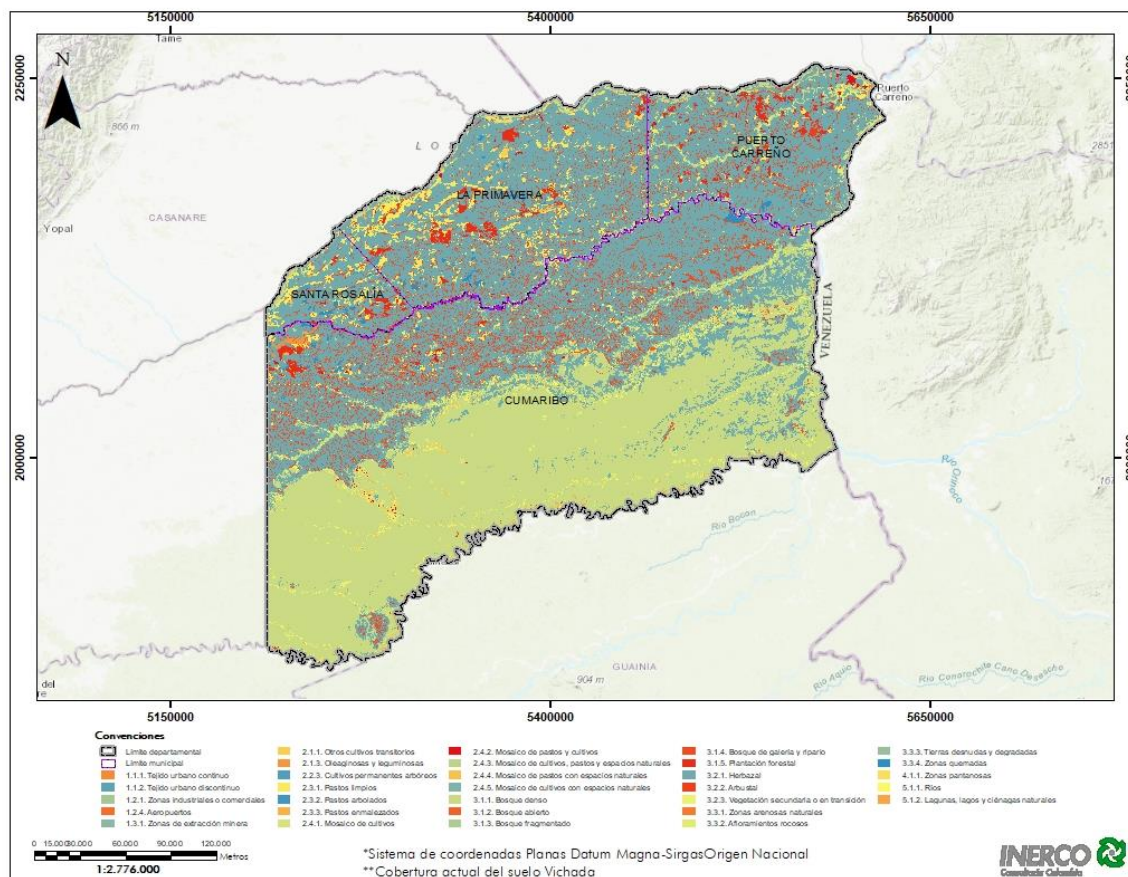 5150000
5400000
5650000
2250000
2000000
N
Tame
866 m
Puerto
Carreño
PUERTO
CARREÑO
LA PRIMAVERA
CASANARE
Yopal
SANTA ROSALÍA
VENEZUELA
CUMARIBO
Río Orinoco
GUAINÍA
904 m
del
re
5150000
5400000
5650000
Convenciones
Límite departamental
Límite municipal
1.1.1. Tejido urbano continuo
1.1.2. Tejido urbano discontinuo
1.2.1. Zonas industriales o comerciales
1.2.4. Aeropuertos
1.3.1. Zonas de extracción minera
2.1.1. Otros cultivos transitorios
2.1.3. Oleaginosas y leguminosas
2.2.3. Cultivos permanentes arbóreos
2.3.1. Pastos limpios
2.3.2. Pastos arbolados
2.3.3. Pastos enmalezados
2.4.1. Mosaico de cultivos
2.4.2. Mosaico de pastos y cultivos
2.4.3. Mosaico de cultivos, pastos y espacios naturales
2.4.4. Mosaico de pastos con espacios naturales
2.4.5. Mosaico de cultivos con espacios naturales
3.1.1. Bosque denso
3.1.2. Bosque abierto
3.1.3. Bosque fragmentado
3.1.4. Bosque de galería y ripario
3.1.5. Plantación forestal
3.2.1. Herbazal
3.2.2. Arbustal
3.2.3. Vegetación secundaria o en transición
3.3.1. Zonas arenosas naturales
3.3.2. Afloramientos rocosos
3.3.3. Tierras desnudas y degradadas
3.3.4. Zonas quemadas
4.1.1. Zonas pantanosas
5.1.1. Ríos
5.1.2. Lagunas, lagos y ciénagas naturales
0 15.000 30.000 60.000 90.000 120.000
Metros
1:2.776.000
*Sistema de coordenadas Planas Datum Magna-SirgasOrigen Nacional
**Cobertura actual del suelo Vichada
INERCO
Consultoría Colombia